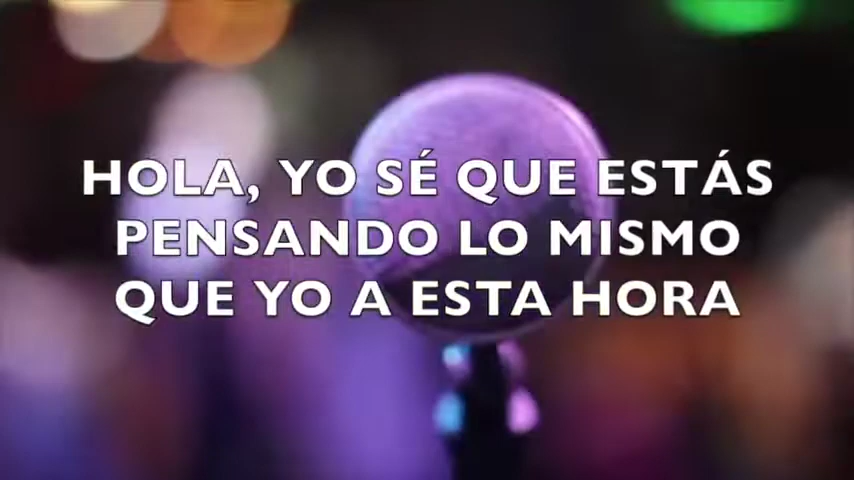 HOLA, YO SÉ QUE ESTÁS
PENSANDO LO MISMO
QUE YO A ESTA HORA